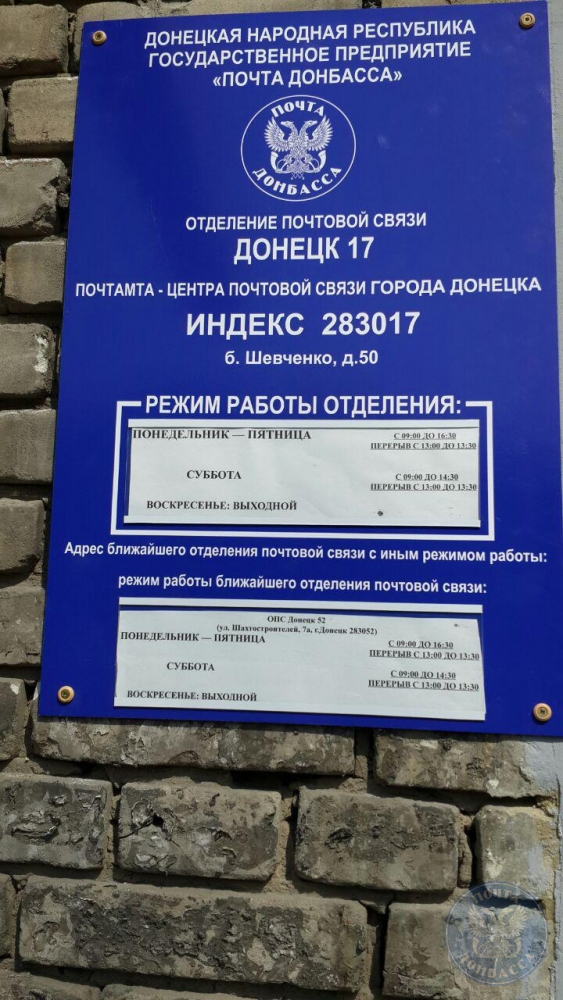 ДОНЕЦКАЯ НАРОДНАЯ РЕСПУБЛИКА
ГОСУДАРСТВЕННОЕ ПРЕДПРИЯТИЕ
«ПОЧТА ДОНБАССА»
ПОЧТА
ДОНБАССА
ОТДЕЛЕНИЕ ПОЧТОВОЙ СВЯЗИ
ДОНЕЦК 17
ПОЧТАМТА - ЦЕНТРА ПОЧТОВОЙ СВЯЗИ ГОРОДА ДОНЕЦКА
ИНДЕКС 283017
б. Шевченко, д.50
РЕЖИМ РАБОТЫ ОТДЕЛЕНИЯ:
ПОНЕДЕЛЬНИК — ПЯТНИЦА С 09:00 ДО 16:30
ПЕРЕРЫВ С 13:00 ДО 13:30
СУББОТА С 09:00 ДО 14:30
ПЕРЕРЫВ С 13:00 ДО 13:30
ВОСКРЕСЕНЬЕ: ВЫХОДНОЙ
Адрес ближайшего отделения почтовой связи с иным режимом работы:
режим работы ближайшего отделения почтовой связи:
ОПС Донецк 52
(ул. Шахтостроителей, 7а, г.Донецк 283052)
ПОНЕДЕЛЬНИК — ПЯТНИЦА С 09:00 ДО 16:30
ПЕРЕРЫВ С 13:00 ДО 13:30
СУББОТА С 09:00 ДО 14:30
ПЕРЕРЫВ С 13:00 ДО 13:30
ВОСКРЕСЕНЬЕ: ВЫХОДНОЙ
ПОЧТА
ДОНБАССА